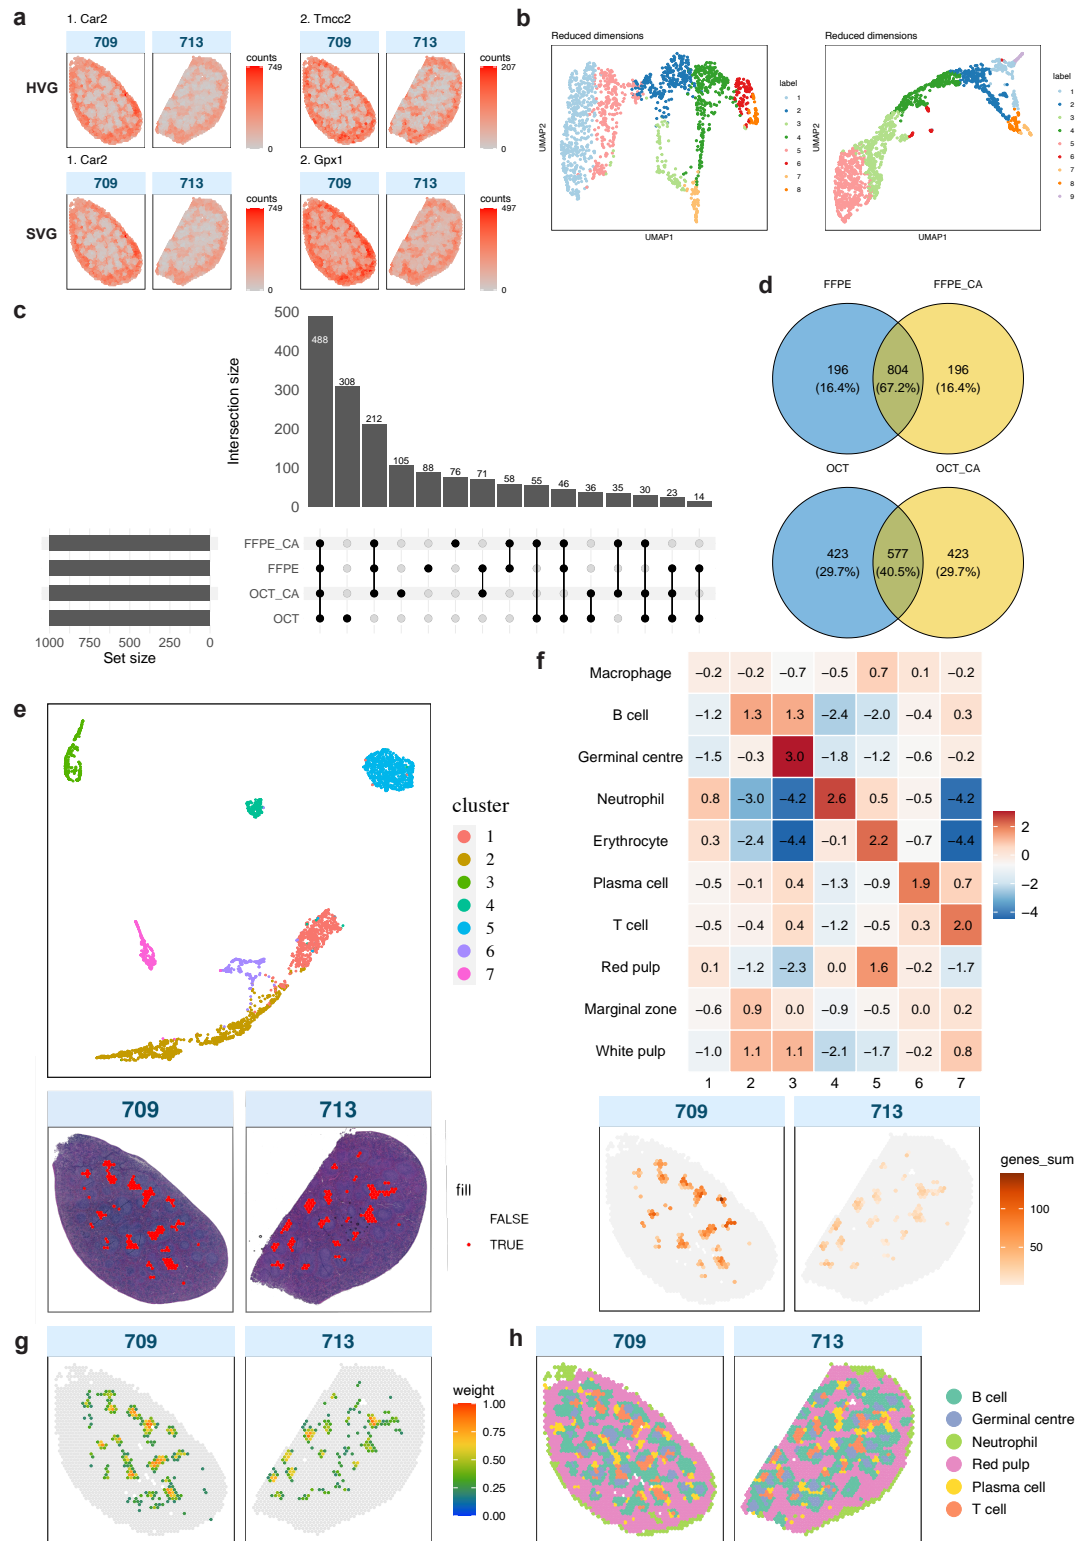 a
1. Car2
2. Tmcc2
709 713 709 713
HVG
counts
749
0
counts
207
0
1. Car2
2. Gpx1
709 713 709 713
SVG
counts
749
0
counts
497
0
b
Reduced dimensions
UMAP2
UMAP1
label
1
2
3
4
5
6
7
8
Reduced dimensions
UMAP2
UMAP1
label
1
2
3
4
5
6
7
8
9
c
Intersection size
500
400
300
200
100
0
488 308 212 105 88 76 71 58 55 46 36 35 30 23 14
FFPE_CA
FFPE
OCT_CA
OCT
1000 750 500 250 0
Set size
d
FFPE FFPE_CA
196 804 196
(16.4%) (67.2%) (16.4%)
OCT OCT_CA
423 577 423
(29.7%) (40.5%) (29.7%)
e
cluster
1
2
3
4
5
6
7
709 713
fill
FALSE
TRUE
f
Macrophage −0.2 −0.2 −0.7 −0.5 0.7 0.1 −0.2
B cell −1.2 1.3 1.3 −2.4 −2.0 −0.4 0.3
Germinal centre −1.5 −0.3 3.0 −1.8 −1.2 −0.6 −0.2
Neutrophil 0.8 −3.0 −4.2 2.6 0.5 −0.5 −4.2
Erythrocyte 0.3 −2.4 −4.4 −0.1 2.2 −0.7 −4.4
Plasma cell −0.5 −0.1 0.4 −1.3 −0.9 1.9 0.7
T cell −0.5 −0.4 0.4 −1.2 −0.5 0.3 2.0
Red pulp 0.1 −1.2 −2.3 0.0 1.6 −0.2 −1.7
Marginal zone −0.6 0.9 0.0 −0.9 −0.5 0.0 0.2
White pulp −1.0 1.1 1.1 −2.1 −1.7 −0.2 0.8
1 2 3 4 5 6 7
2
0
−2
−4
709 713
genes_sum
100
50
g
709 713
weight
1.00
0.75
0.50
0.25
0.00
h
709 713
B cell
Germinal centre
Neutrophil
Red pulp
Plasma cell
T cell